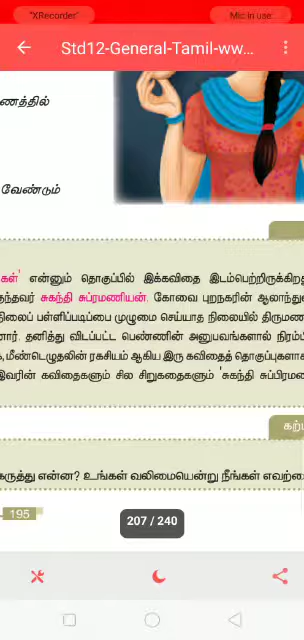 "XRecorder"
Mic in use
Std12-General-Tamil-ww...
ணத்தில்
வேண்டும்
கள்' என்னும் தொகுப்பில் இக்கவிதை இடம்பெற்றிருக்கிற
தந்தவர் சுகந்தி சுப்ரமணியன். கோவை புறநகரின் ஆலாந்து
நிலைப் பள்ளிப்படிப்பை முழுமை செய்யாத நிலையில் திருமண
னார். தனித்து விடப்பட்ட பெண்ணின் அனுபவங்களால் நிரம்
மீண்டெழுதலின் ரகசியம் ஆகிய இரு கவிதைத் தொகுப்புகளாக
இவரின் கவிதைகளும் சில சிறுகதைகளும் 'சுகந்தி சுப்பிரம
கற்
கருத்து என்ன? உங்கள் வலிமையென்று நீங்கள் எவற்
195
207 / 240